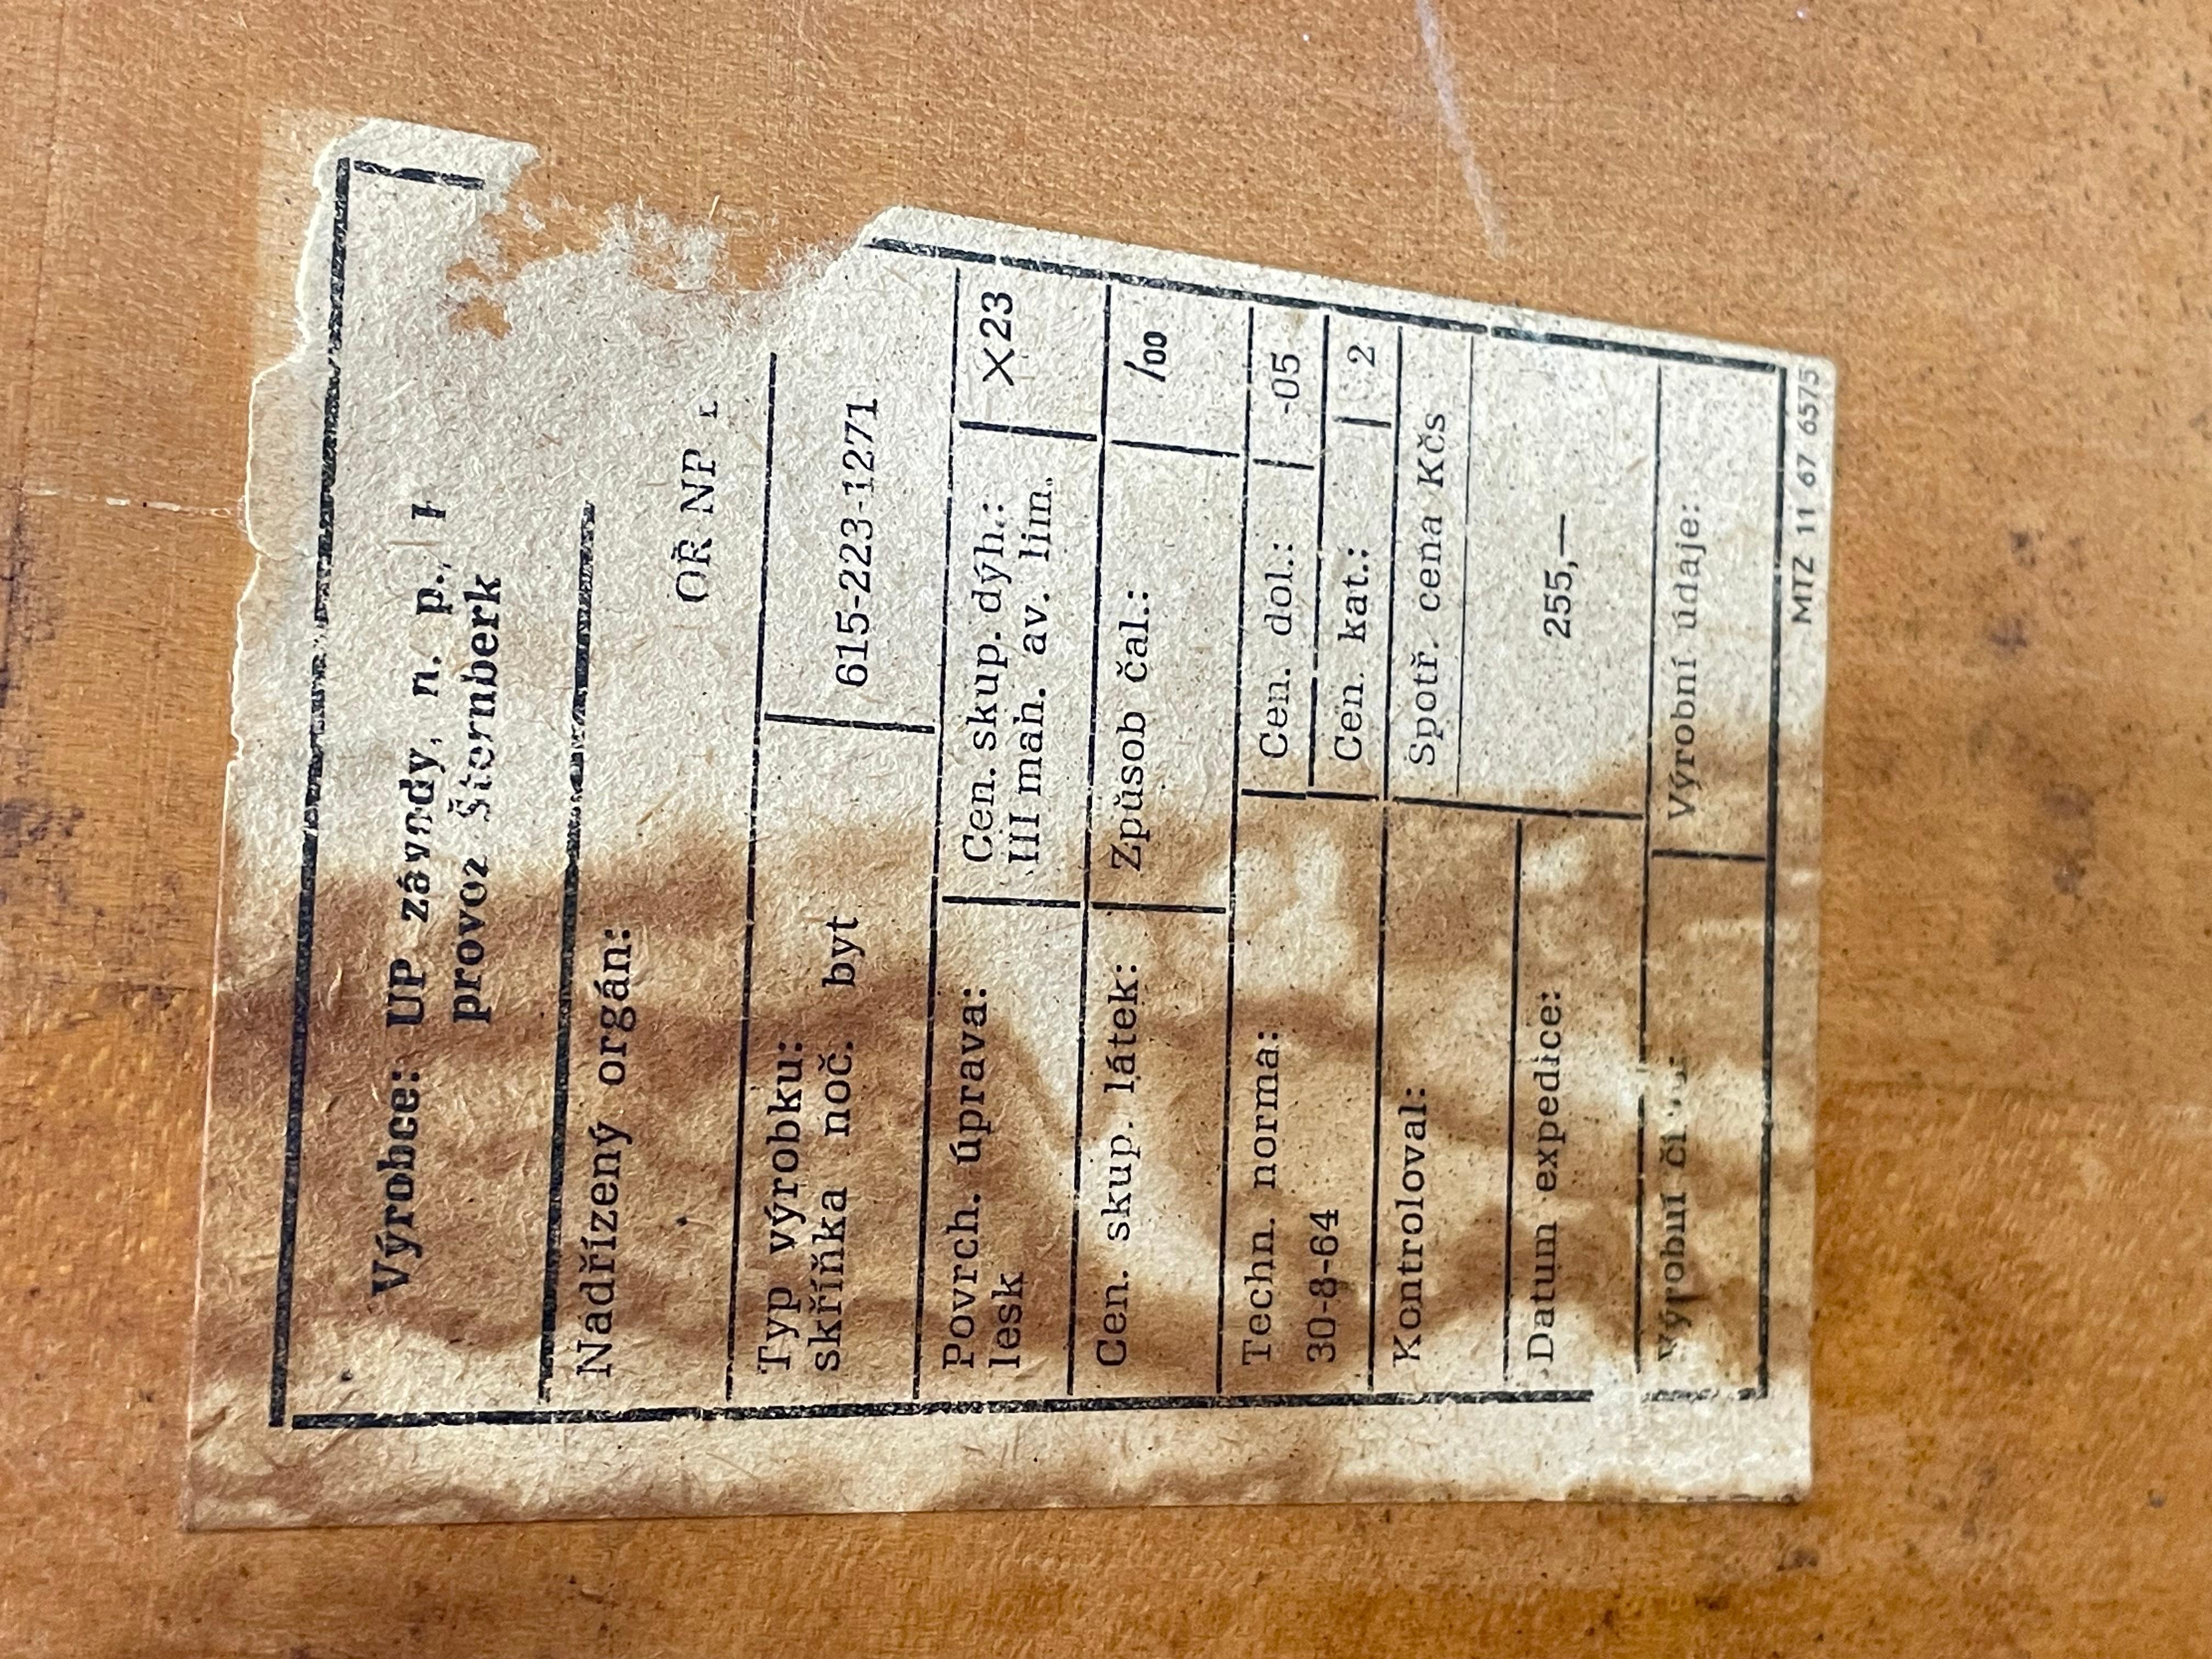 Výrobce: UP závody, n. p.,
provoz Šternberk
Nadřízený orgán:
OŘ NP
Typ výrobku:
skříňka noč. byt
615-223-1271
Povrch. úprava:
lesk
Cen. skup. dýh.:
III mah. av. lim.
X23
Cen. skup. látek:
Způsob čal.:
/00
Techn. norma:
30-8-64
Cen. dol.:
-05
Cen. kat.:
2
Kontroloval:
Spotř. cena Kčs
255,—
Datum expedice:
Výrobní
Výrobní údaje:
MTZ 11 67 6575